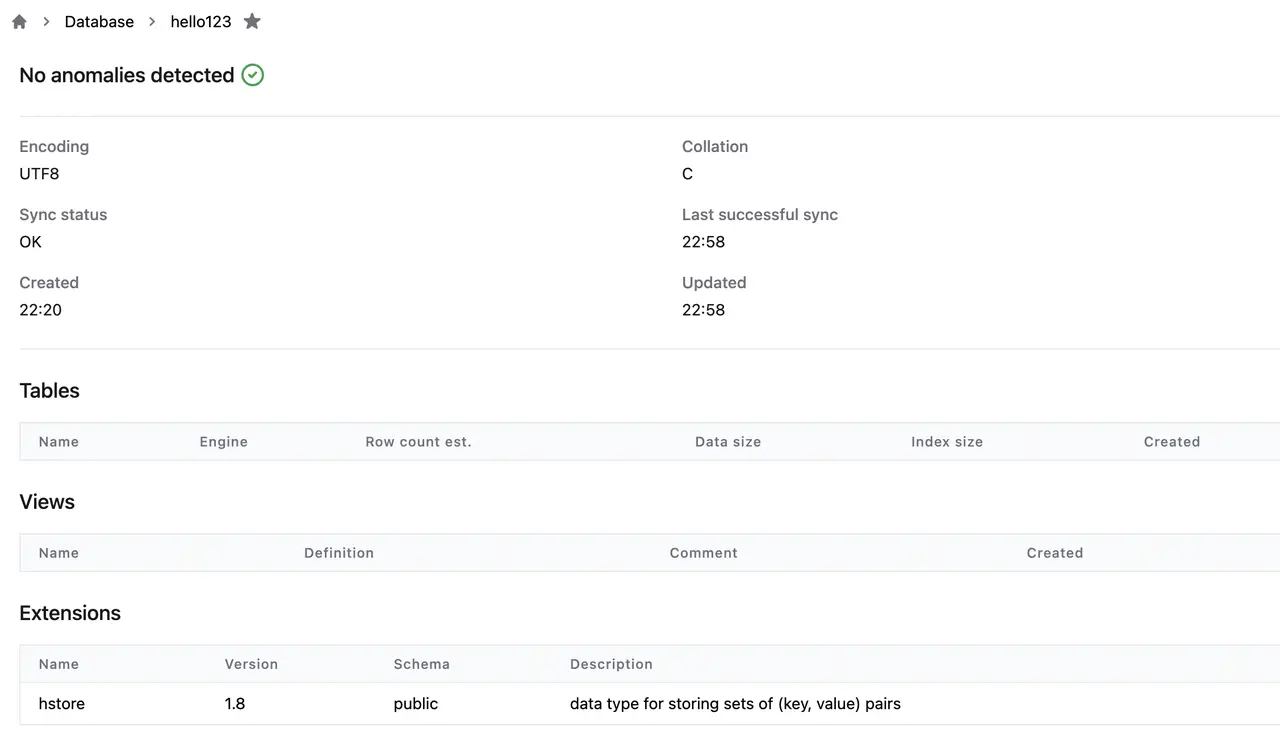 Database > hello123
No anomalies detected
Encoding Collation
UTF8 C
Sync status Last successful sync
OK 22:58
Created Updated
22:20 22:58
Tables
Name Engine Row count est. Data size Index size Created
Views
Name Definition Comment Created
Extensions
Name Version Schema Description
hstore 1.8 public data type for storing sets of (key, value) pairs